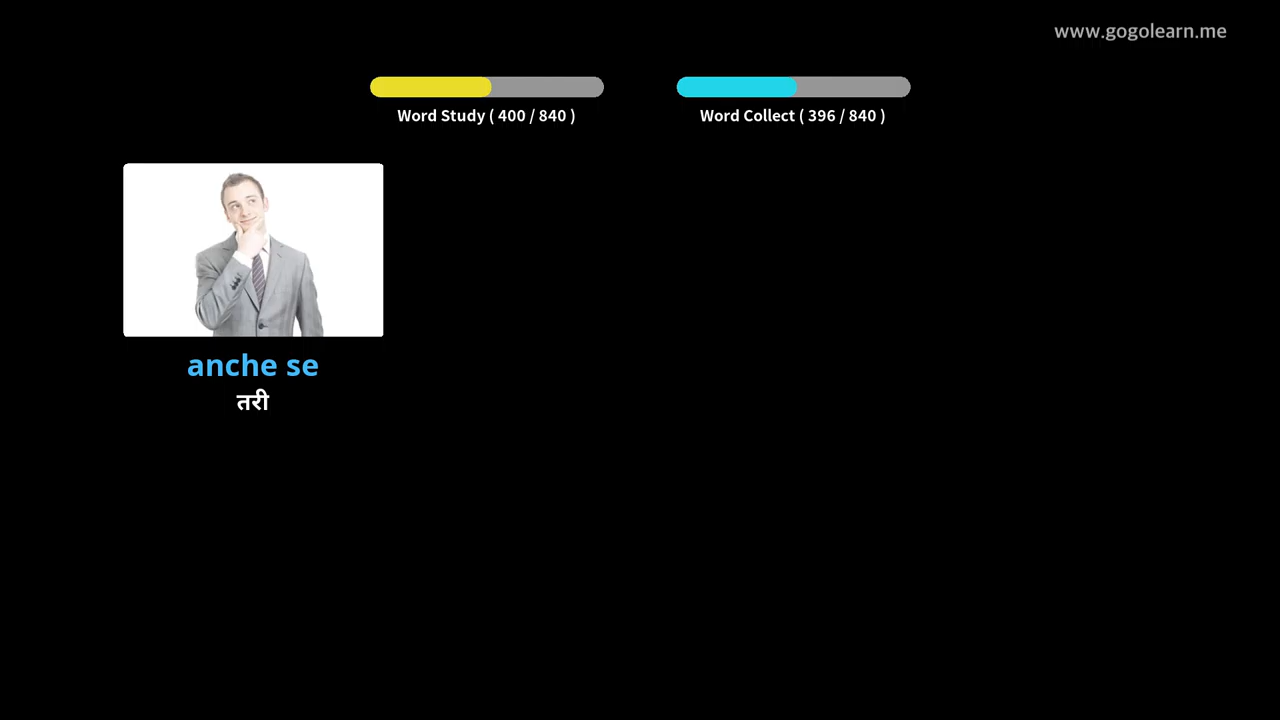 www.gogolearn.me
Word Study ( 400 / 840 )
Word Collect ( 396 / 840 )
anche se
तरी